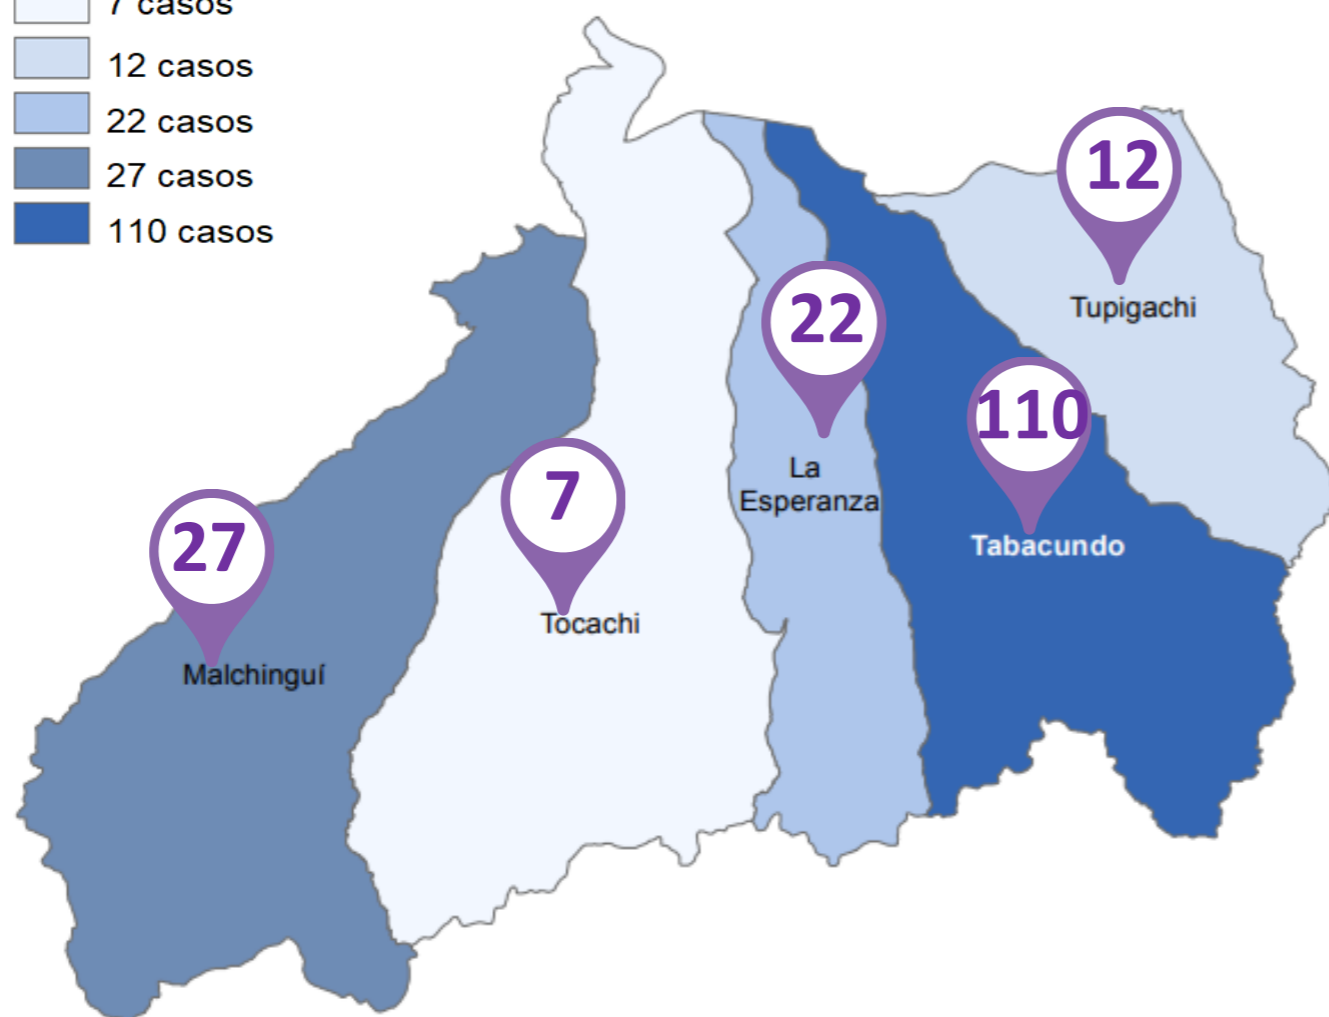 7 casos
12 casos
22 casos
27 casos
110 casos
12
Tupigachi
22
La
Esperanza
110
Tabacundo
7
Tocachi
27
Malchinguí